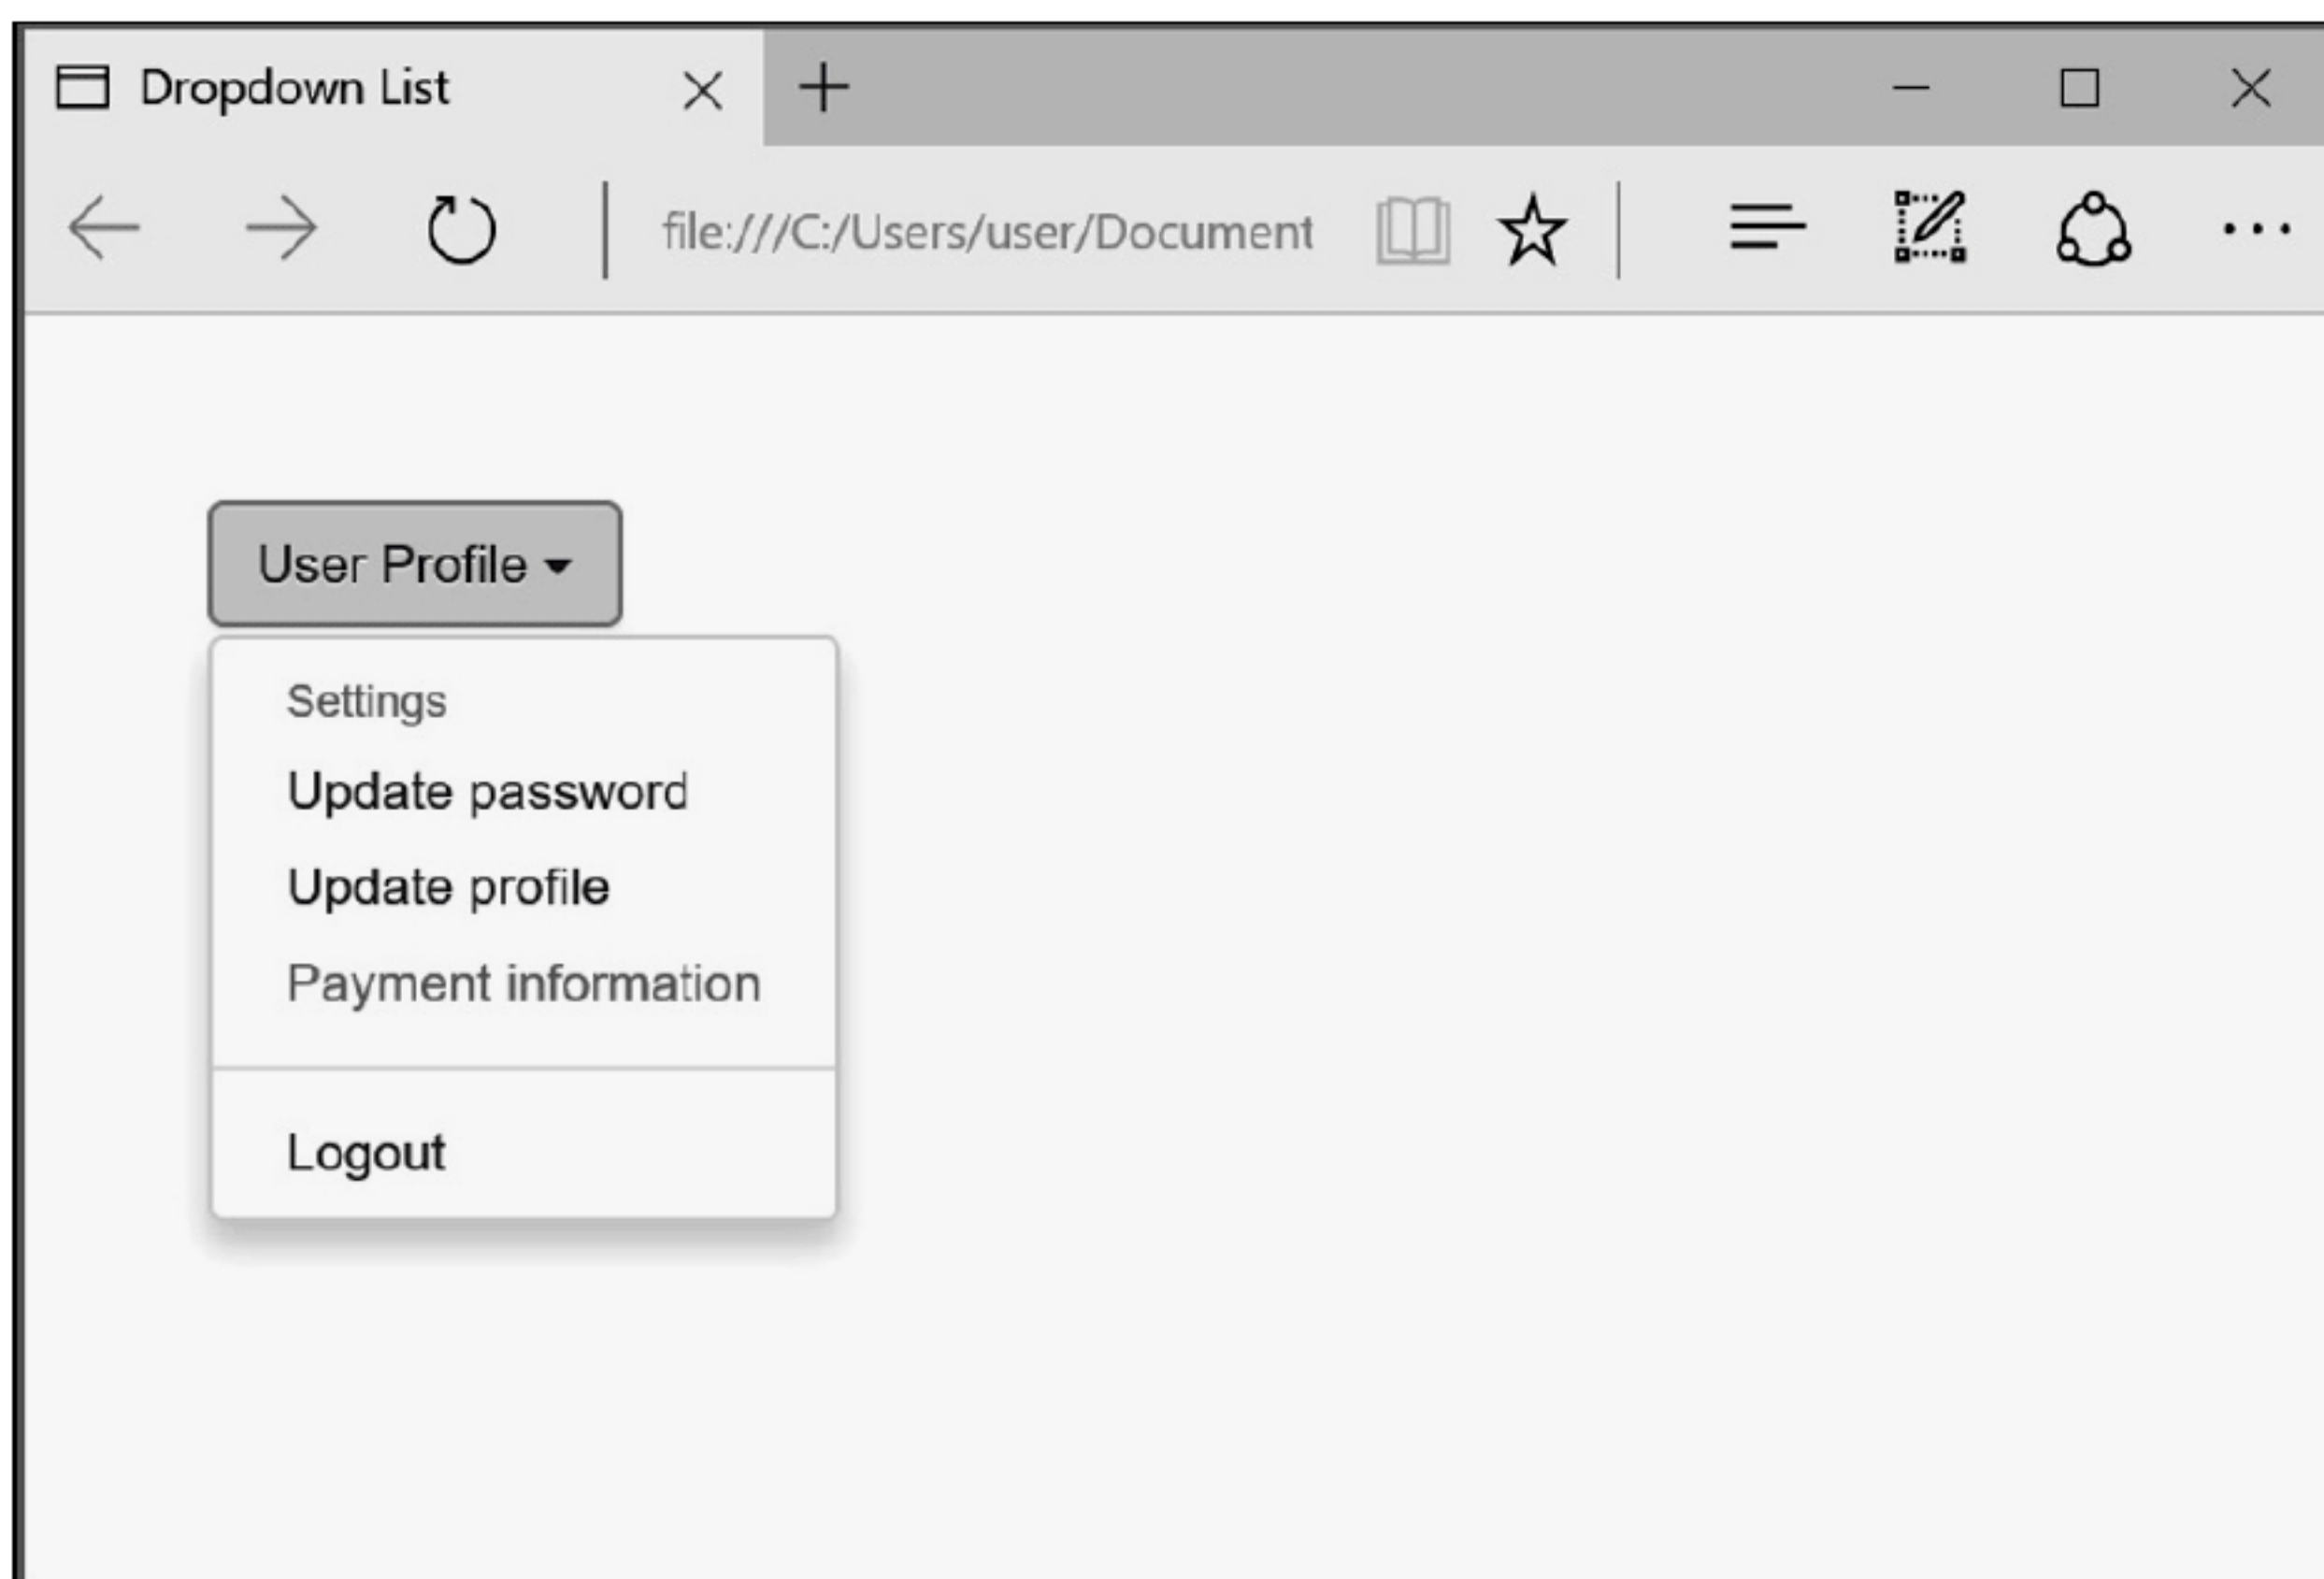 Dropdown List
file:///C:/Users/user/Document
User Profile
Settings
Update password
Update profile
Payment information
Logout